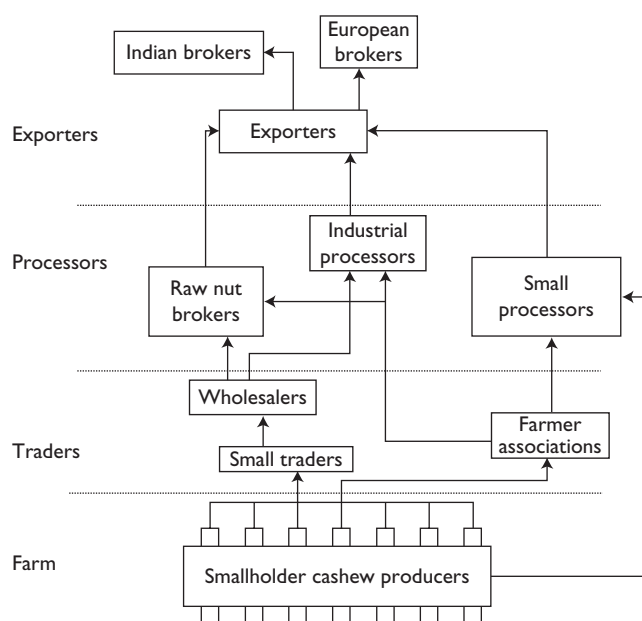 European
brokers
Indian brokers
Exporters
Exporters
Industrial
processors
Processors
Raw nut
brokers
Small
processors
Wholesalers
Farmer
associations
Traders
Small traders
Farm
Smallholder cashew producers